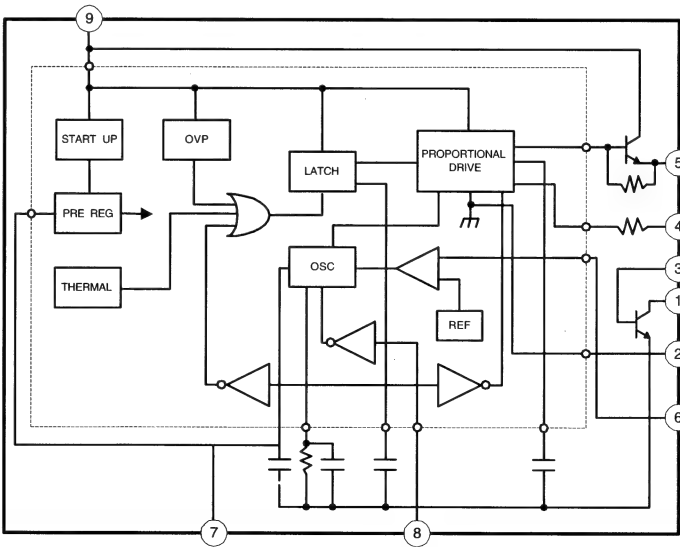 9
START UP
OVP
LATCH
PROPORTIONAL
DRIVE
5
PRE REG
4
THERMAL
OSC
3
1
REF
2
6
7
8